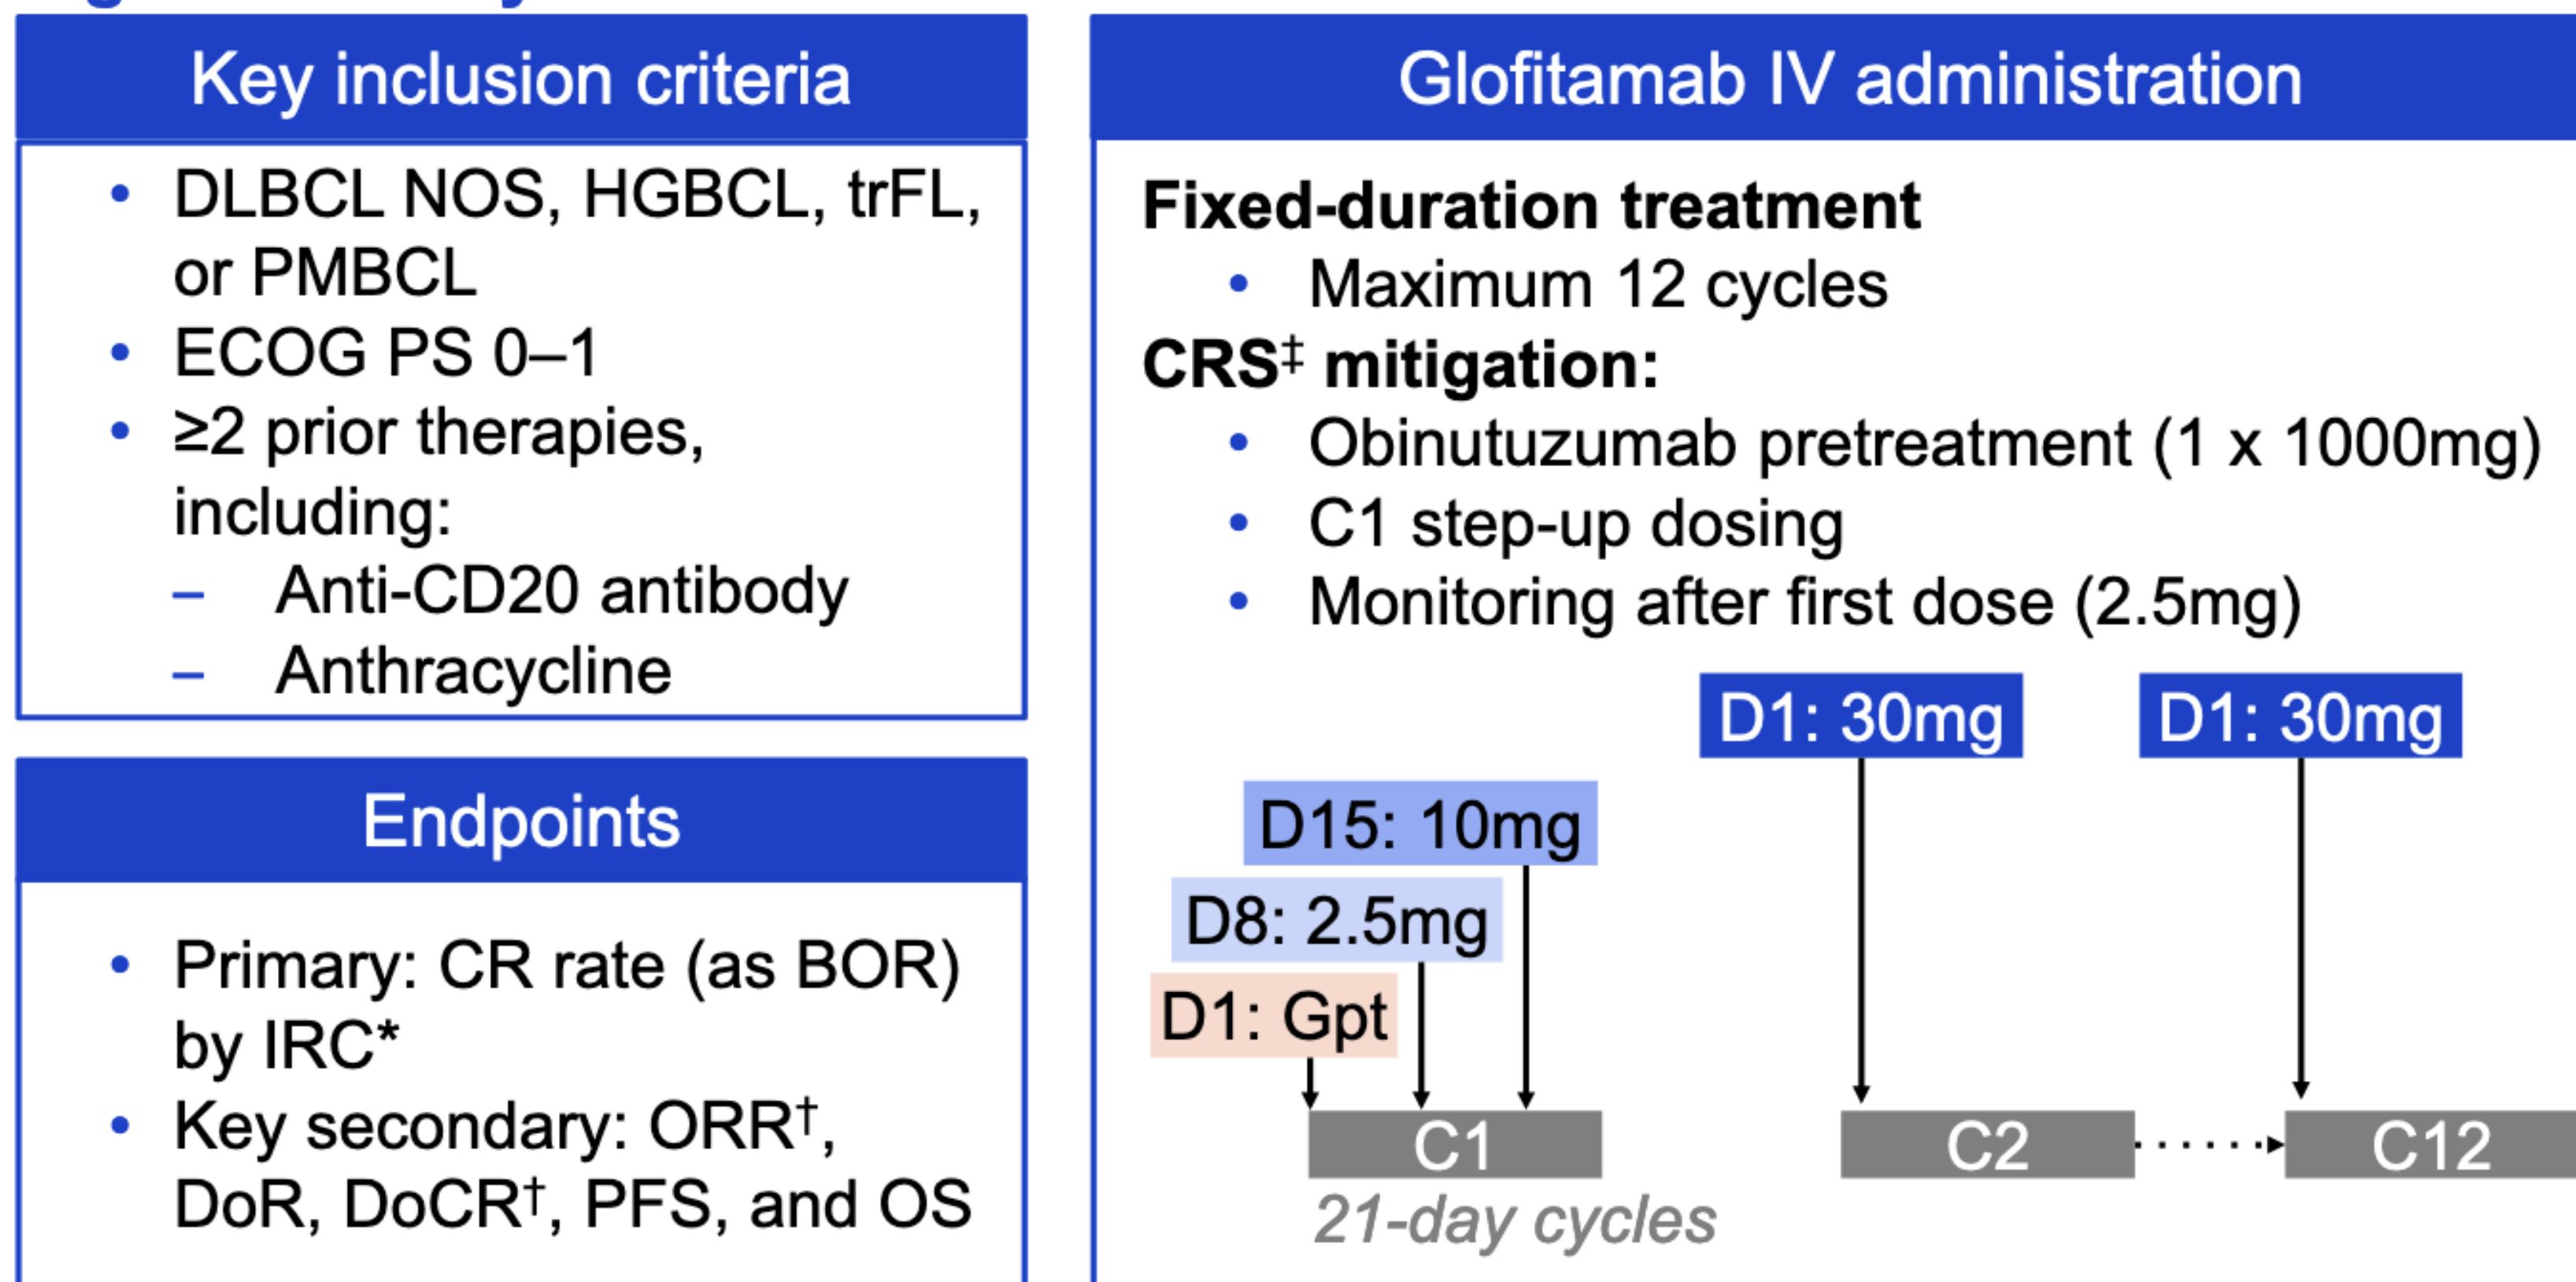 Key inclusion criteria
• DLBCL NOS, HGBCL, trFL,
or PMBCL
• ECOG PS 0–1
• ≥2 prior therapies,
including:
– Anti-CD20 antibody
– Anthracycline
Endpoints
• Primary: CR rate (as BOR)
by IRC*
• Key secondary: ORR†,
DoR, DoCR†, PFS, and OS
Glofitamab IV administration
Fixed-duration treatment
• Maximum 12 cycles
CRS‡ mitigation:
• Obinutuzumab pretreatment (1 x 1000mg)
• C1 step-up dosing
• Monitoring after first dose (2.5mg)
D1: 30mg
D1: 30mg
D15: 10mg
D8: 2.5mg
D1: Gpt
C1
C2
C12
21-day cycles